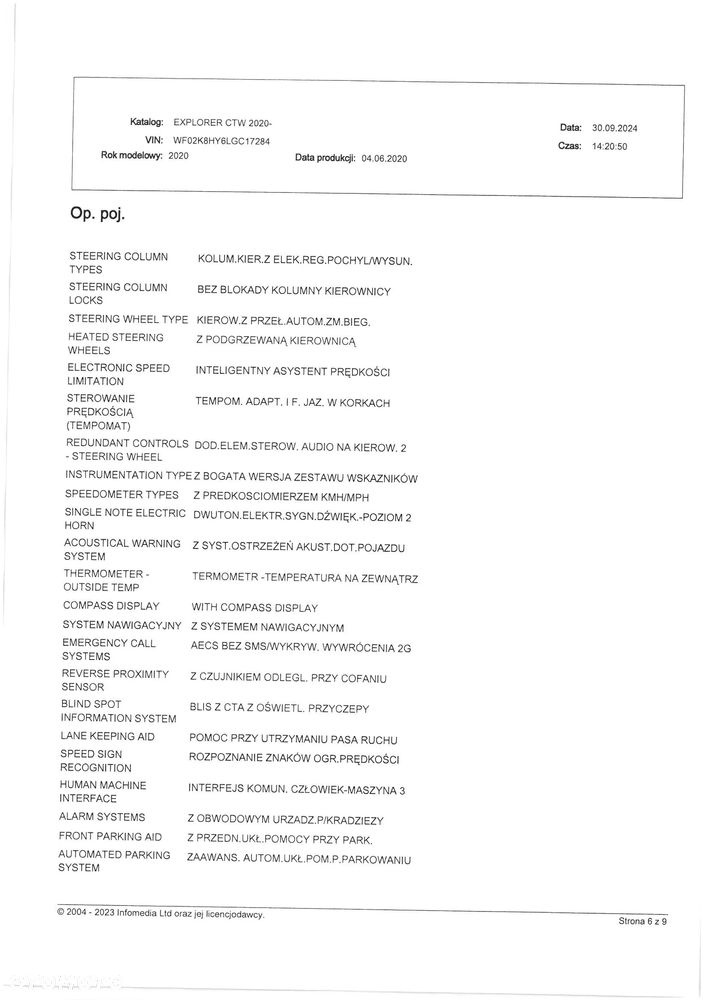 Katalog: EXPLORER CTW 2020-
VIN: WF02K8HY6LGC17284
Rok modelowy: 2020
Data produkcji: 04.06.2020
Data: 30.09.2024
Czas: 14:20:50
Op. poj.
STEERING COLUMN TYPES KOLUM.KIER.Z ELEK.REG.POCHYL/WYSUN.
STEERING COLUMN LOCKS BEZ BLOKADY KOLUMNY KIEROWNICY
STEERING WHEEL TYPE KIEROW.Z PRZEŁ.AUTOM.ZM.BIEG.
HEATED STEERING WHEELS Z PODGRZEWANĄ KIEROWNICĄ
ELECTRONIC SPEED LIMITATION INTELIGENTNY ASYSTENT PRĘDKOŚCI
STEROWANIE PRĘDKOŚCIĄ (TEMPOMAT) TEMPOM. ADAPT. I F. JAZ. W KORKACH
REDUNDANT CONTROLS - STEERING WHEEL DOD.ELEM.STEROW. AUDIO NA KIEROW. 2
INSTRUMENTATION TYPE Z BOGATA WERSJA ZESTAWU WSKAZNIKÓW
SPEEDOMETER TYPES Z PREDKOSCIOMIERZEM KMH/MPH
SINGLE NOTE ELECTRIC HORN DWUTON.ELEKTR.SYGN.DŹWIĘK.-POZIOM 2
ACOUSTICAL WARNING SYSTEM Z SYST.OSTRZEŻEŃ AKUST.DOT.POJAZDU
THERMOMETER - OUTSIDE TEMP TERMOMETR -TEMPERATURA NA ZEWNĄTRZ
COMPASS DISPLAY WITH COMPASS DISPLAY
SYSTEM NAWIGACYJNY Z SYSTEMEM NAWIGACYJNYM
EMERGENCY CALL SYSTEMS AECS BEZ SMS/WYKRYW. WYWRÓCENIA 2G
REVERSE PROXIMITY SENSOR Z CZUJNIKIEM ODLEGL. PRZY COFANIU
BLIND SPOT INFORMATION SYSTEM BLIS Z CTA Z OŚWIETL. PRZYCZEPY
LANE KEEPING AID POMOC PRZY UTRZYMANIU PASA RUCHU
SPEED SIGN RECOGNITION ROZPOZNANIE ZNAKÓW OGR.PRĘDKOŚCI
HUMAN MACHINE INTERFACE INTERFEJS KOMUN. CZŁOWIEK-MASZYNA 3
ALARM SYSTEMS Z OBWODOWYM URZADZ.P/KRADZIEZY
FRONT PARKING AID Z PRZEDN.UKŁ.POMOCY PRZY PARK.
AUTOMATED PARKING SYSTEM ZAAWANS. AUTOM.UKŁ.POM.P.PARKOWANIU
© 2004 - 2023 Infomedia Ltd oraz jej licencjodawcy.
Strona 6 z 9